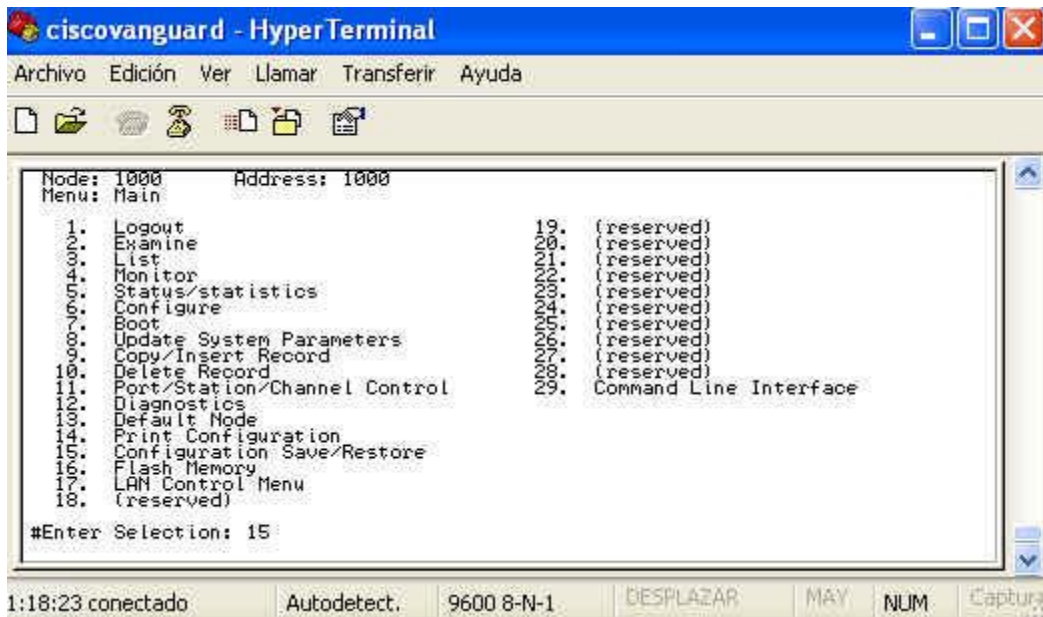 ciscovanguard - HyperTerminal
Archivo Edición Ver Llamar Transferir Ayuda
Node: 1000 Address: 1000
Menu: Main
1. Logout 19. (reserved)
2. Examine 20. (reserved)
3. List 21. (reserved)
4. Monitor 22. (reserved)
5. Status/statistics 23. (reserved)
6. Configure 24. (reserved)
7. Boot 25. (reserved)
8. Update System Parameters 26. (reserved)
9. Copy/Insert Record 27. (reserved)
10. Delete Record 28. (reserved)
11. Port/Station/Channel Control 29. Command Line Interface
12. Diagnostics
13. Default Node
14. Print Configuration
15. Configuration Save/Restore
16. Flash Memory
17. LAN Control Menu
18. (reserved)
#Enter Selection: 15
1:18:23 conectado Autodetect. 9600 8-N-1 DESPLAZAR MAY NUM Captura